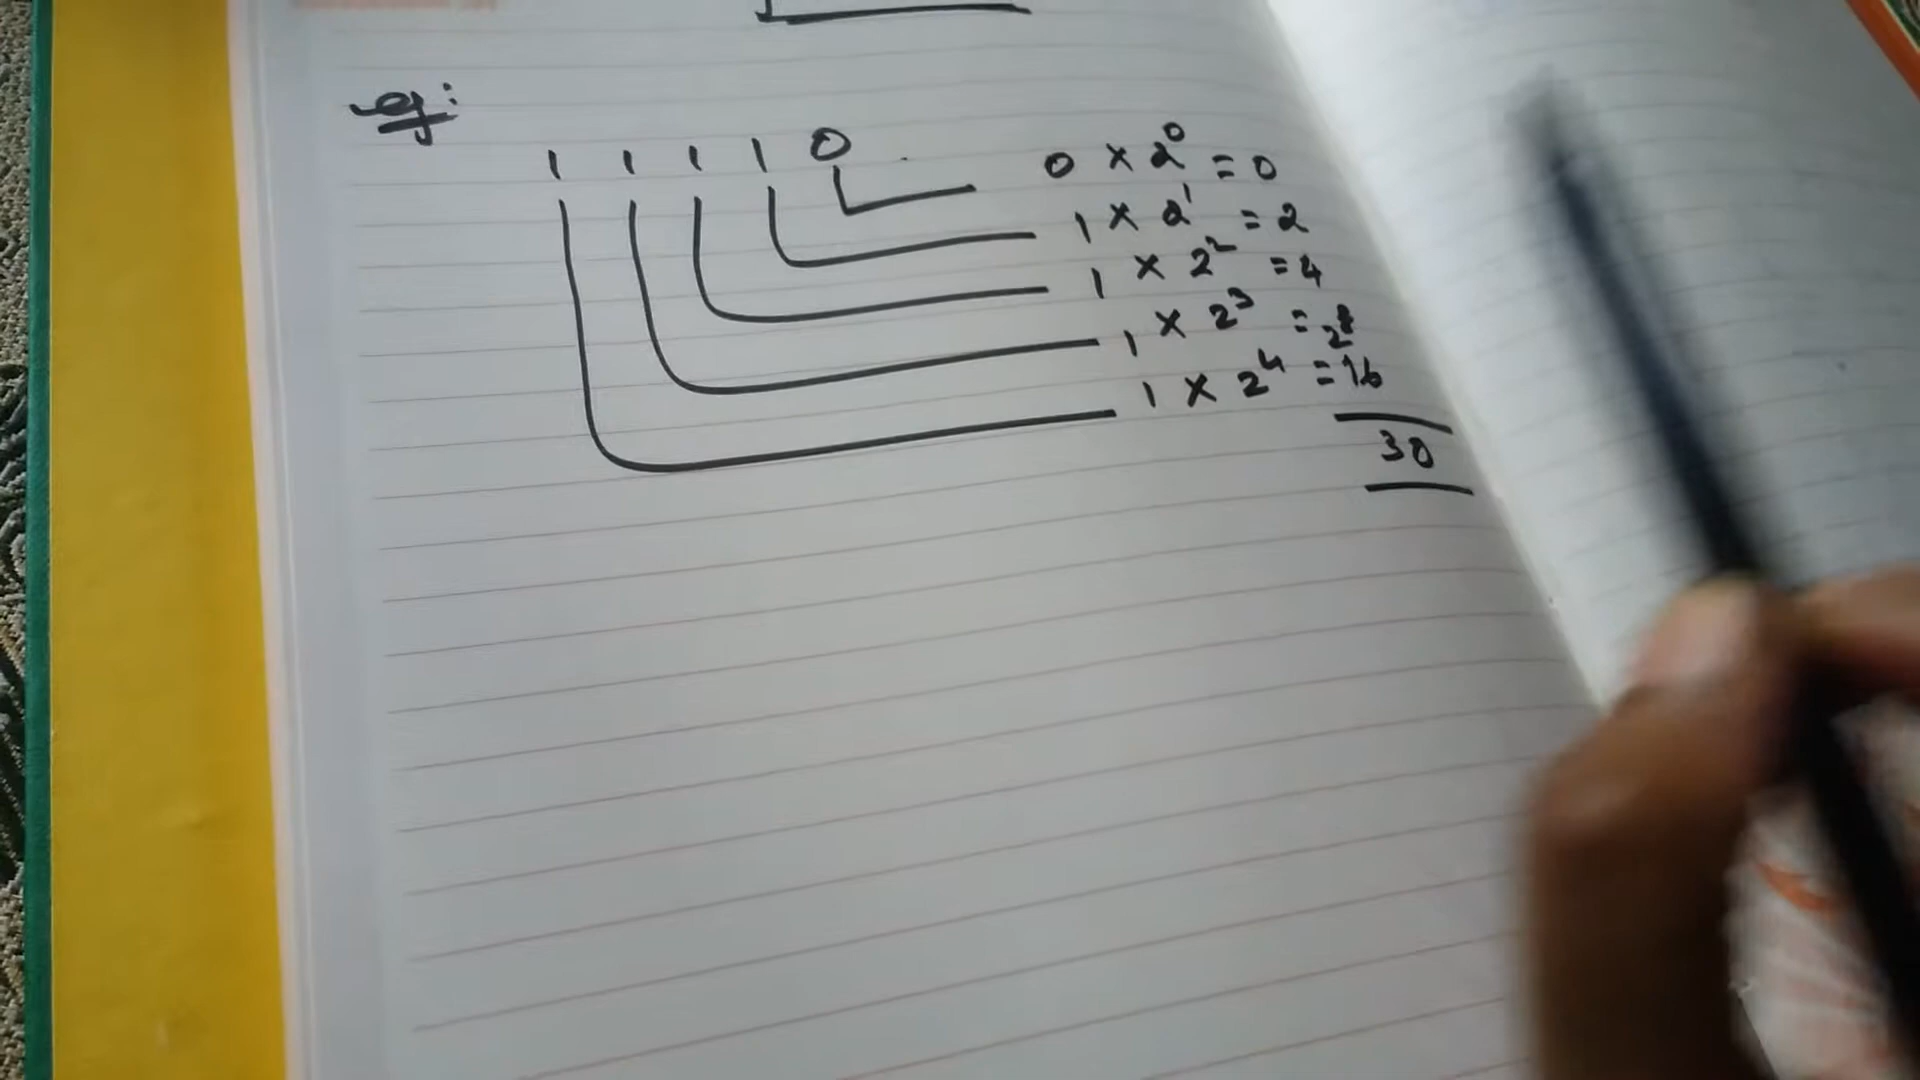 eg:
1 1 1 1 0
0 × 2⁰ = 0
1 × 2¹ = 2
1 × 2² = 4
1 × 2³ = 8
1 × 2⁴ = 16
30